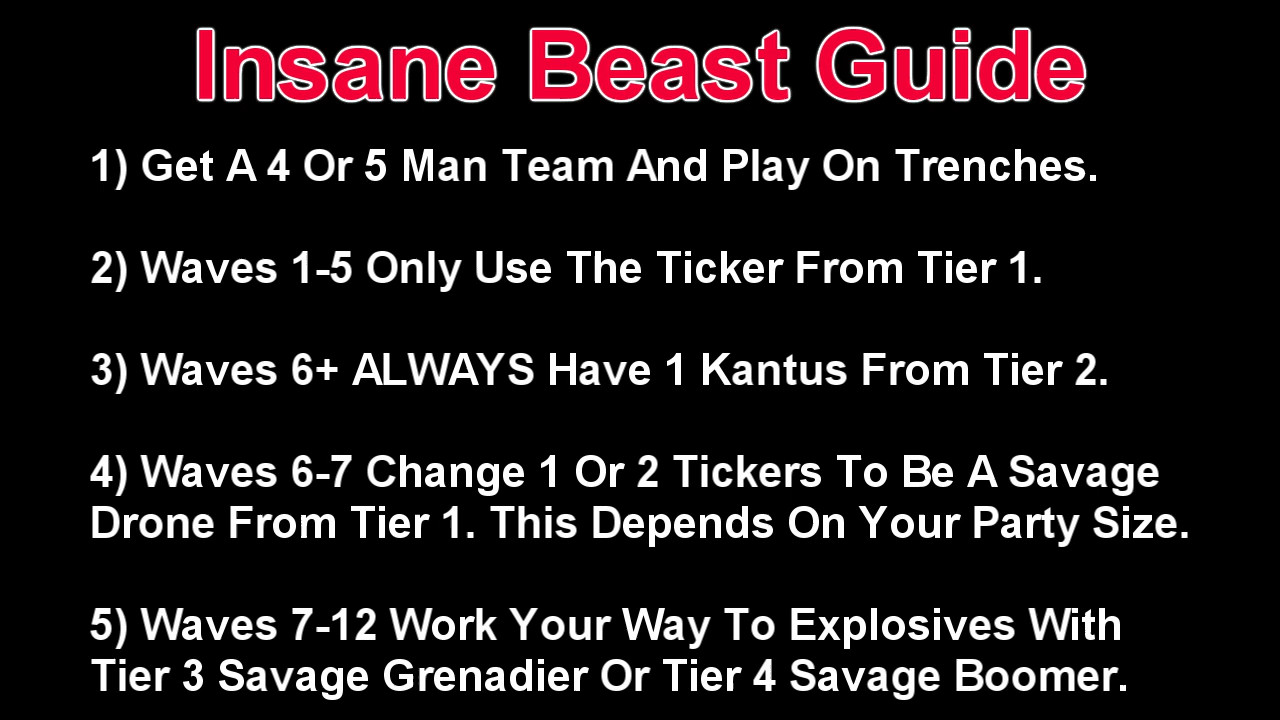 Insane Beast Guide
1) Get A 4 Or 5 Man Team And Play On Trenches.
2) Waves 1-5 Only Use The Ticker From Tier 1.
3) Waves 6+ ALWAYS Have 1 Kantus From Tier 2.
4) Waves 6-7 Change 1 Or 2 Tickers To Be A Savage
Drone From Tier 1. This Depends On Your Party Size.
5) Waves 7-12 Work Your Way To Explosives With
Tier 3 Savage Grenadier Or Tier 4 Savage Boomer.